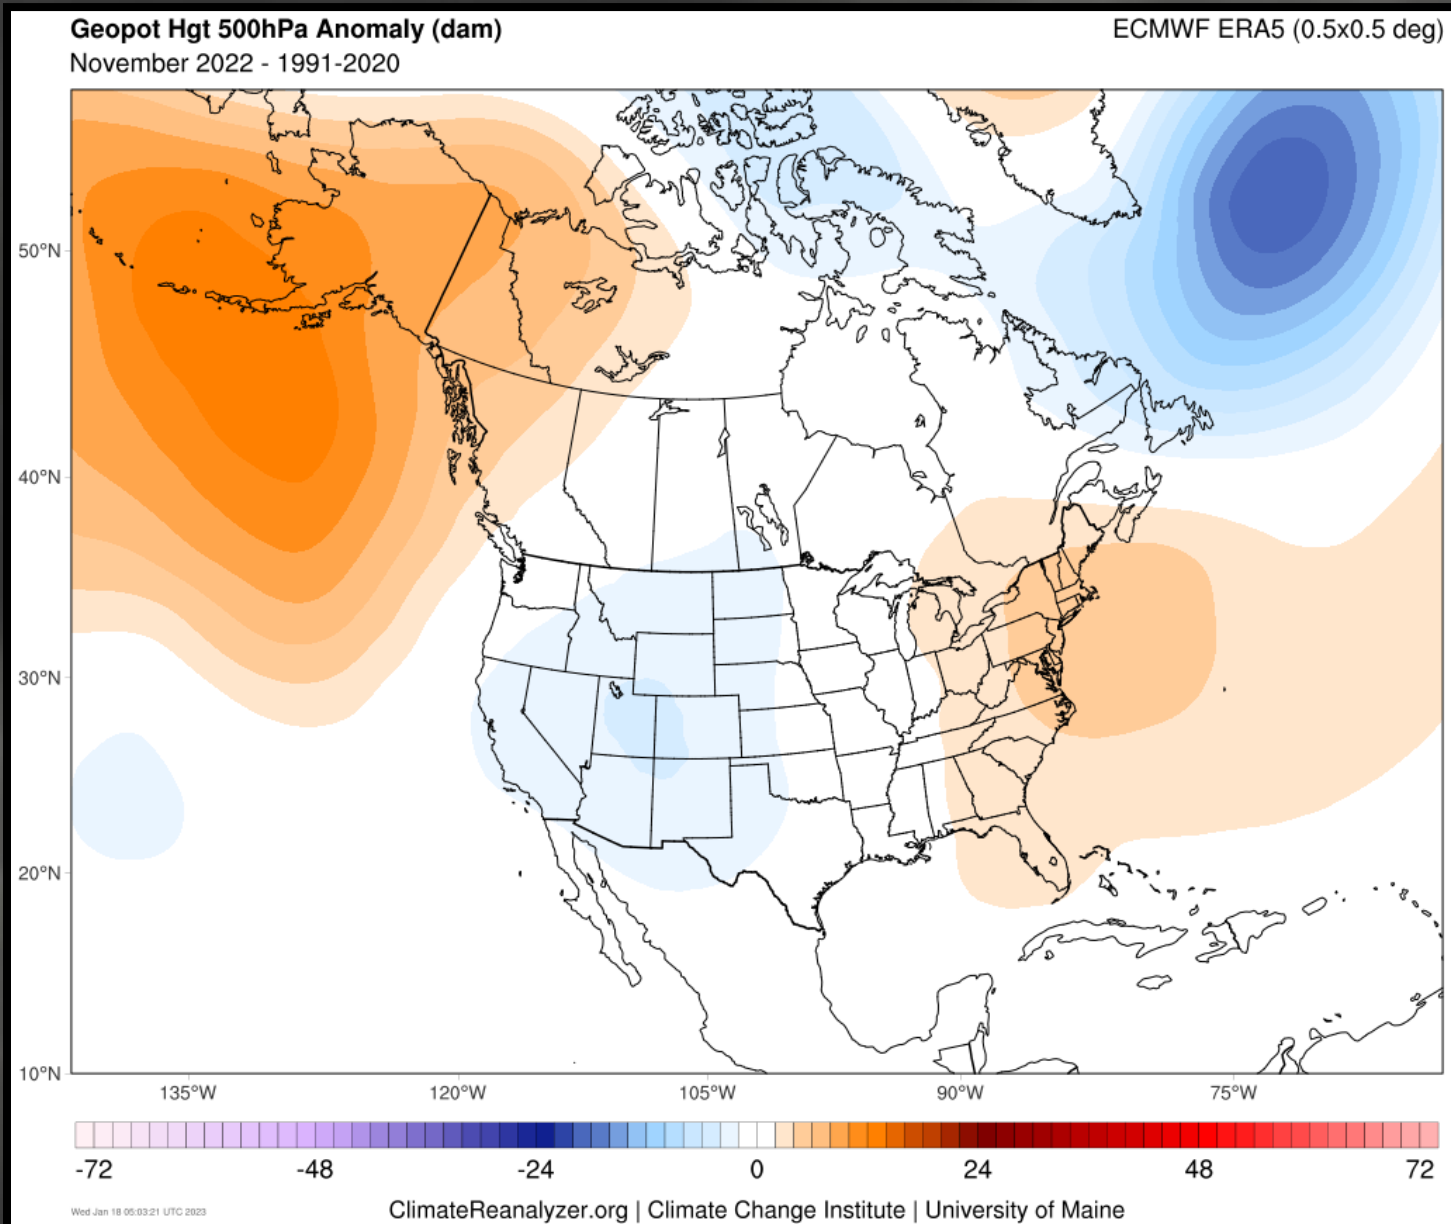 Geopot Hgt 500hPa Anomaly (dam)
ECMWF ERA5 (0.5x0.5 deg)
November 2022 - 1991-2020
50°N
40°N
30°N
20°N
10°N
135°W
120°W
105°W
90°W
75°W
-72
-48
-24
0
24
48
72
Wed Jan 18 05:03:21 UTC 2023
ClimateReanalyzer.org | Climate Change Institute | University of Maine